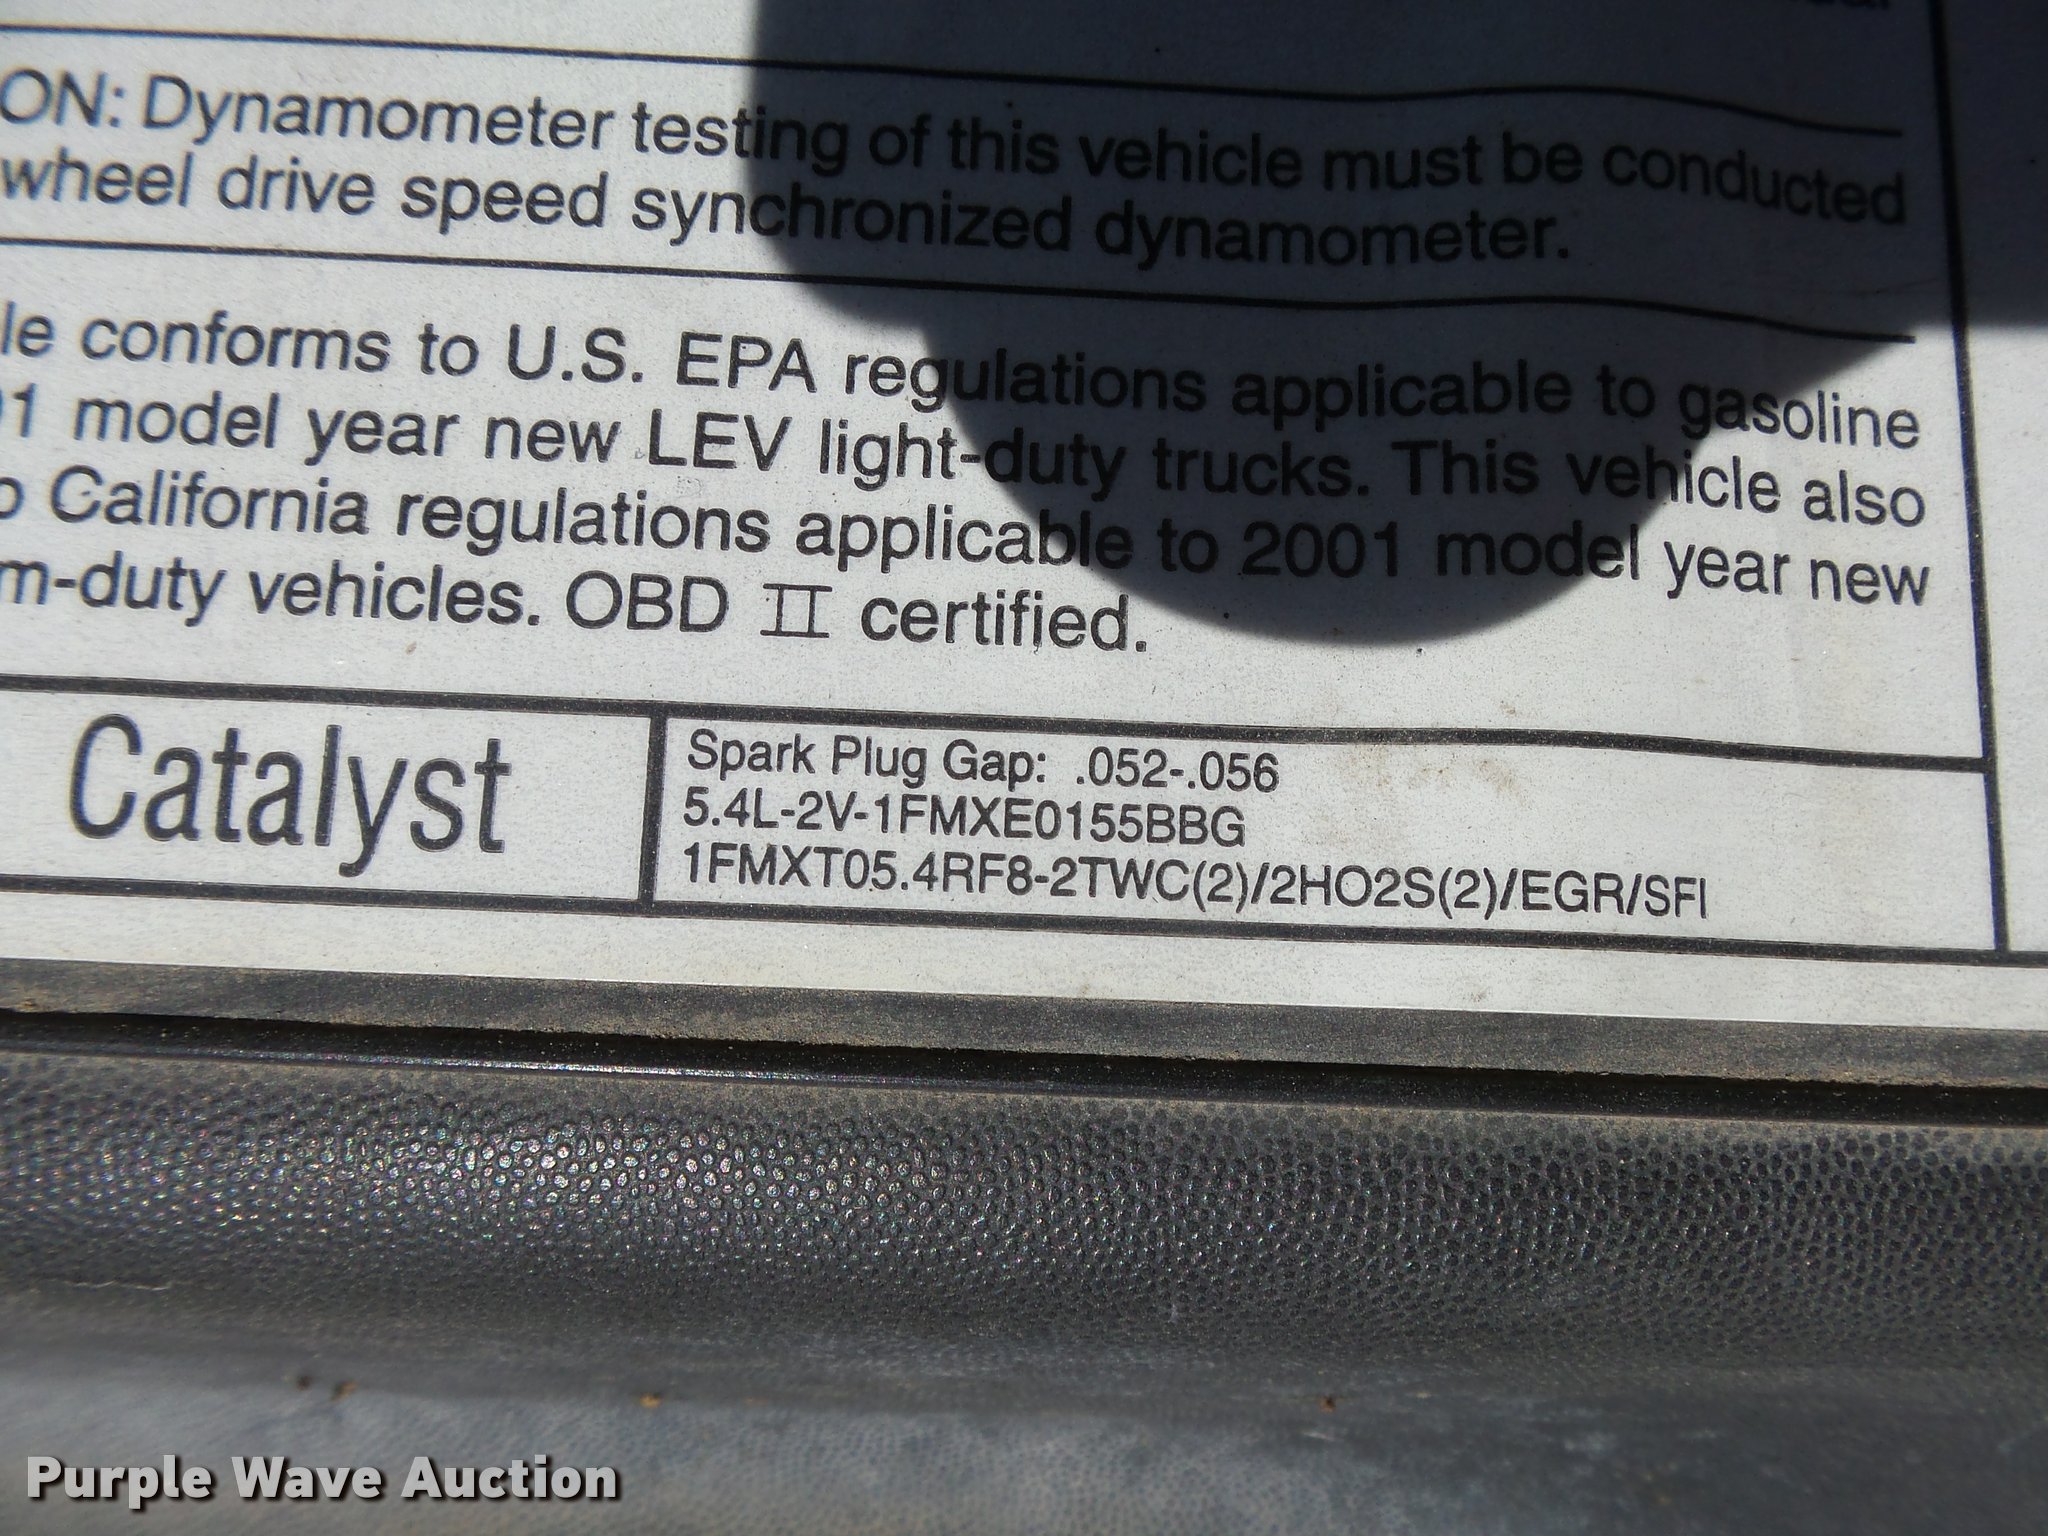 ON: Dynamometer testing of this vehicle must be conducted
wheel drive speed synchronized dynamometer.
le conforms to U.S. EPA regulations applicable to gasoline
1 model year new LEV light-duty trucks. This vehicle also
o California regulations applicable to 2001 model year new
m-duty vehicles. OBD II certified.
Catalyst
Spark Plug Gap: .052-.056
5.4L-2V-1FMXE0155BBG
1FMXT05.4RF8-2TWC(2)/2HO2S(2)/EGR/SFI
Purple Wave Auction